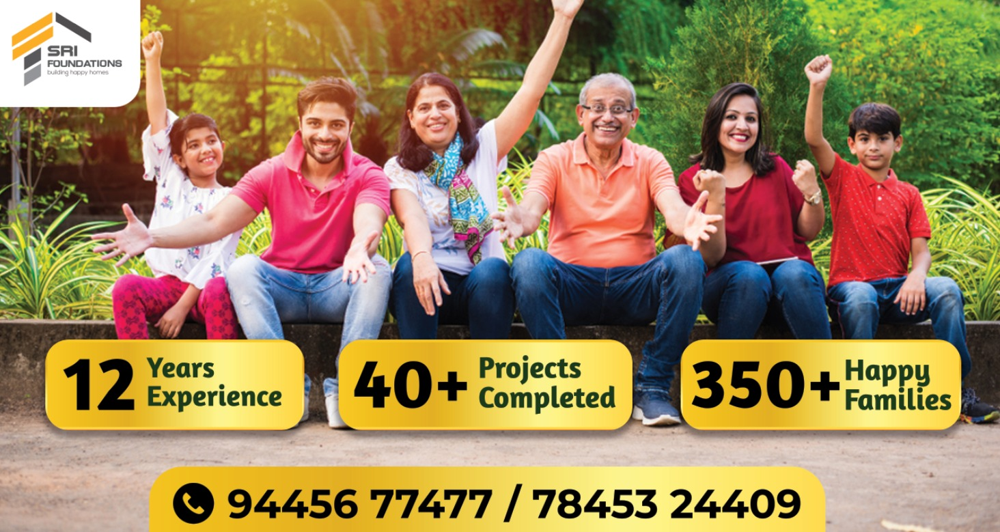 SRI
FOUNDATIONS
building happy homes
12 Years
Experience
40+ Projects
Completed
350+ Happy
Families
94456 77477 / 78453 24409